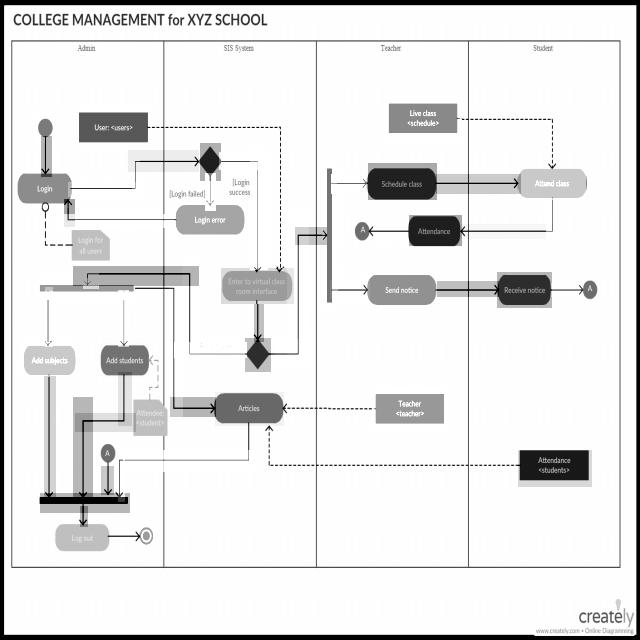 COLLEGE MANAGEMENT for XYZ SCHOOL
Admin
SIS System
Teacher
Student
User: <users>
Live class
<schedule>
Login
[Login failed]
[Login
success
Login error
Schedule class
Attend class
Attendance
A
Login for
all users
Enter to virtual class
room interface
Send notice
Receive notice
A
Add subjects
Add students
Attendee
<student>
Articles
Teacher
<teacher>
A
Attendance
<students>
Log out
creately
www.creately.com • Online Diagramming